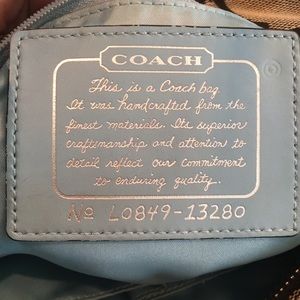 COACH
This is a Coach bag.
It was handcrafted from the
finest materials. Its superior
craftsmanship and attention to
detail reflect our commitment
to enduring quality.
No L0849-13280